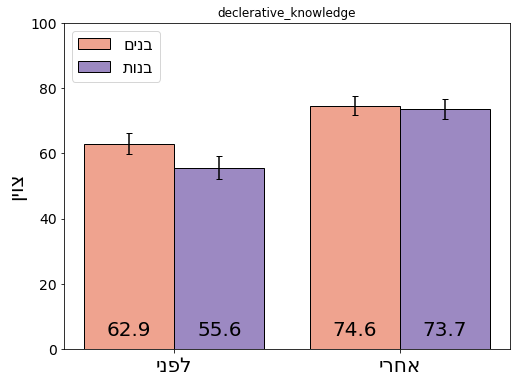 declerative_knowledge
100
80
60
40
20
0
ציון
בנים
בנות
62.9 55.6 74.6 73.7
לפני אחרי